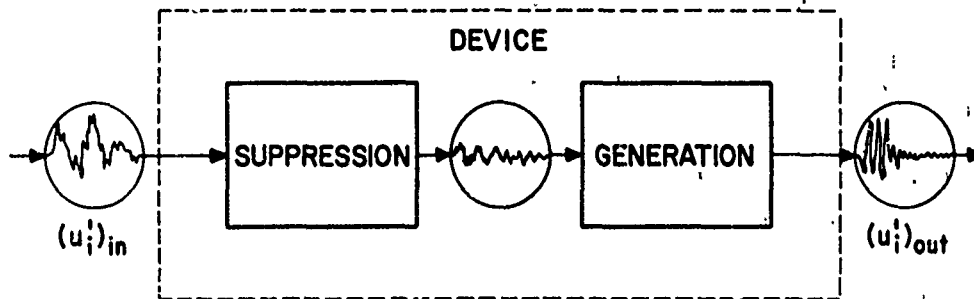 DEVICE
SUPPRESSION
GENERATION
(u'i)in
(u'i)out